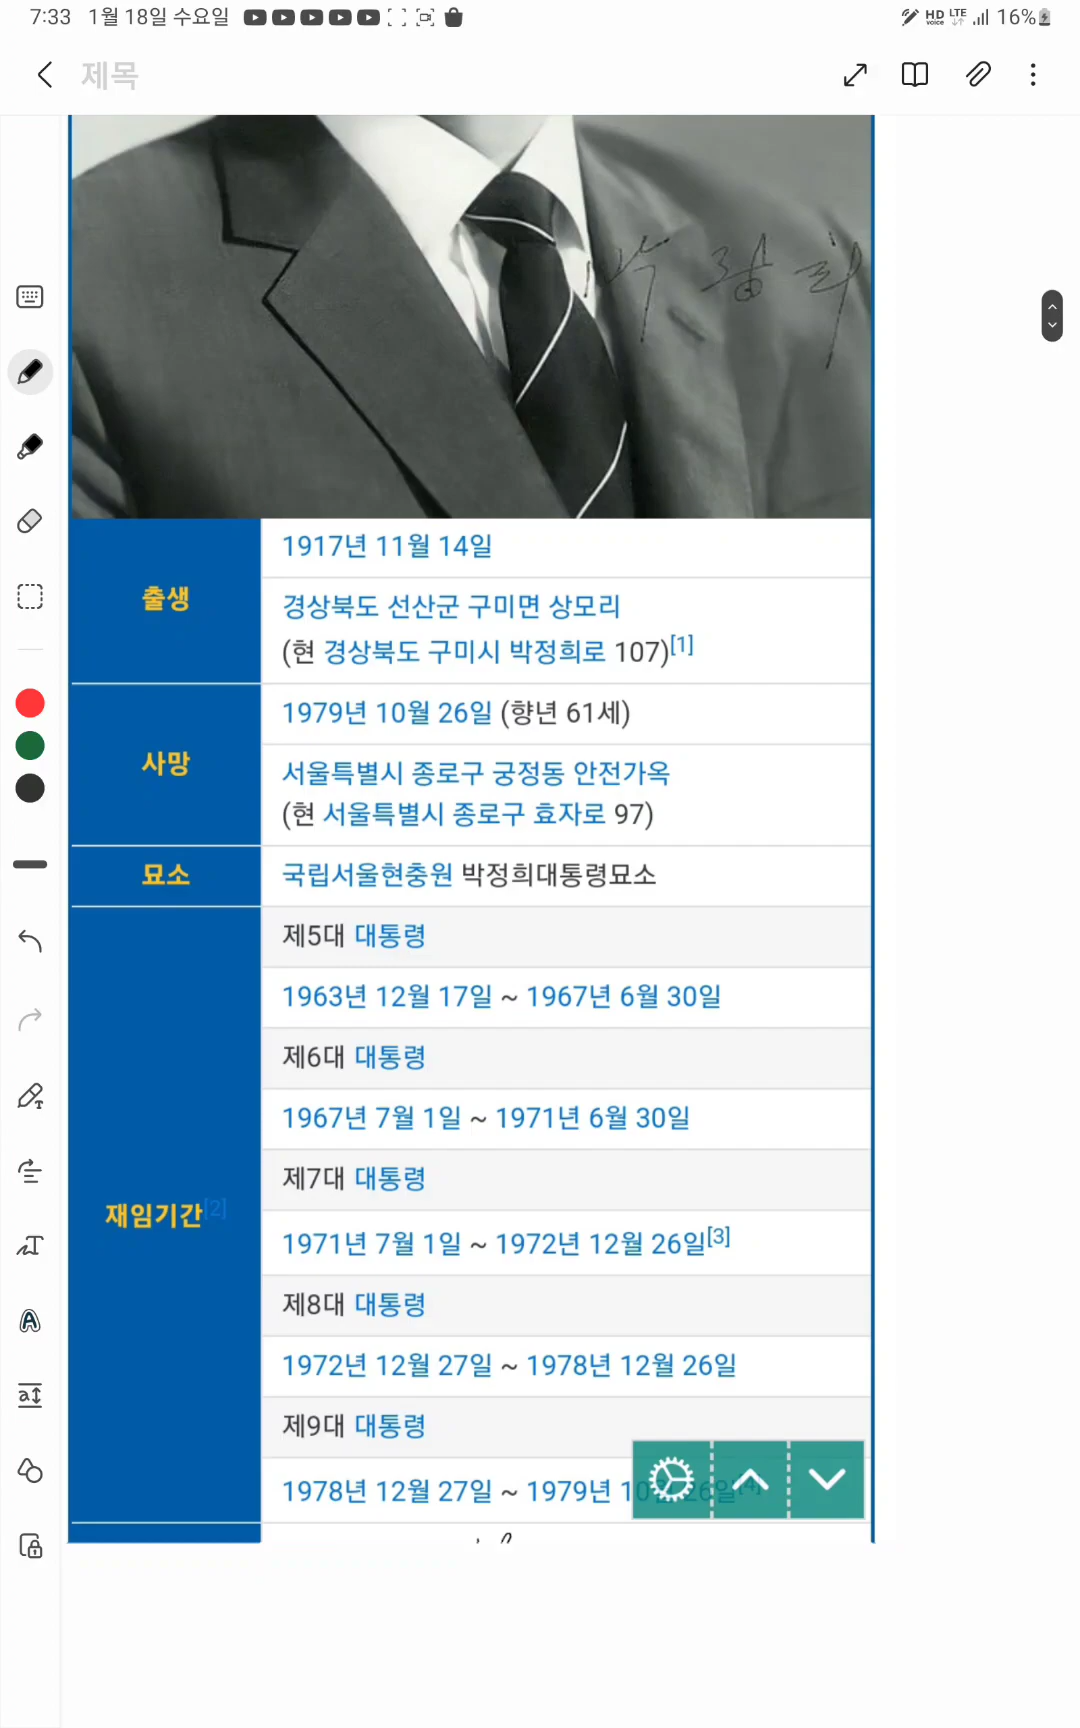 7:33 1월 18일 수요일 HD voice LTE 16%
제목
출생
1917년 11월 14일
경상북도 선산군 구미면 상모리
(현 경상북도 구미시 박정희로 107)[1]
사망
1979년 10월 26일 (향년 61세)
서울특별시 종로구 궁정동 안전가옥
(현 서울특별시 종로구 효자로 97)
묘소
국립서울현충원 박정희대통령묘소
재임기간[2]
제5대 대통령
1963년 12월 17일 ~ 1967년 6월 30일
제6대 대통령
1967년 7월 1일 ~ 1971년 6월 30일
제7대 대통령
1971년 7월 1일 ~ 1972년 12월 26일[3]
제8대 대통령
1972년 12월 27일 ~ 1978년 12월 26일
제9대 대통령
1978년 12월 27일 ~ 1979년 10월 26일[4]